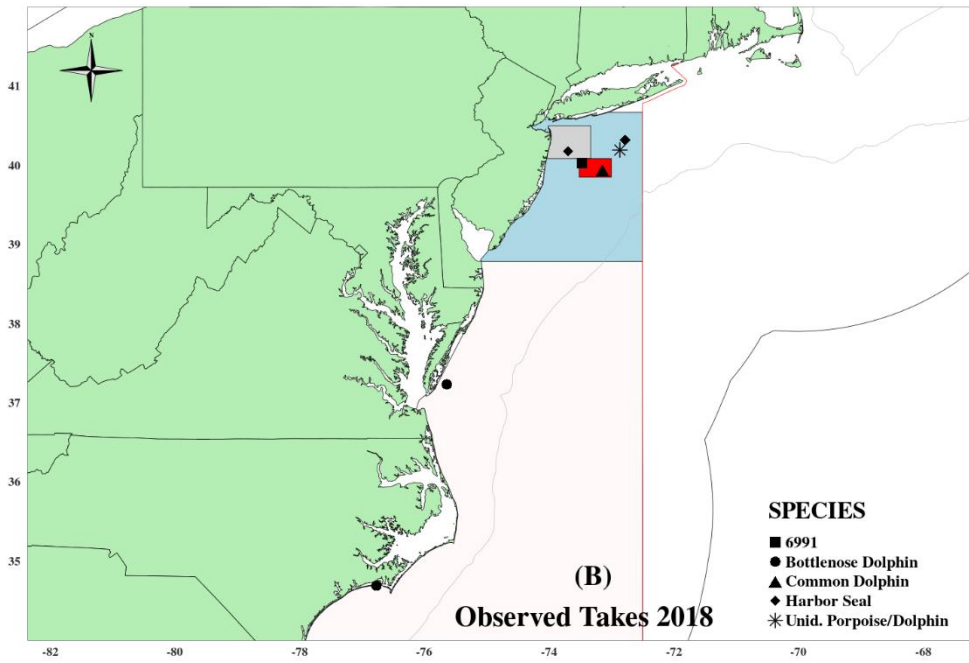 N
41
40
39
38
37
36
35
SPECIES
6991
Bottlenose Dolphin
Common Dolphin
Harbor Seal
Unid. Porpoise/Dolphin
(B)
Observed Takes 2018
-82 -80 -78 -76 -74 -72 -70 -68